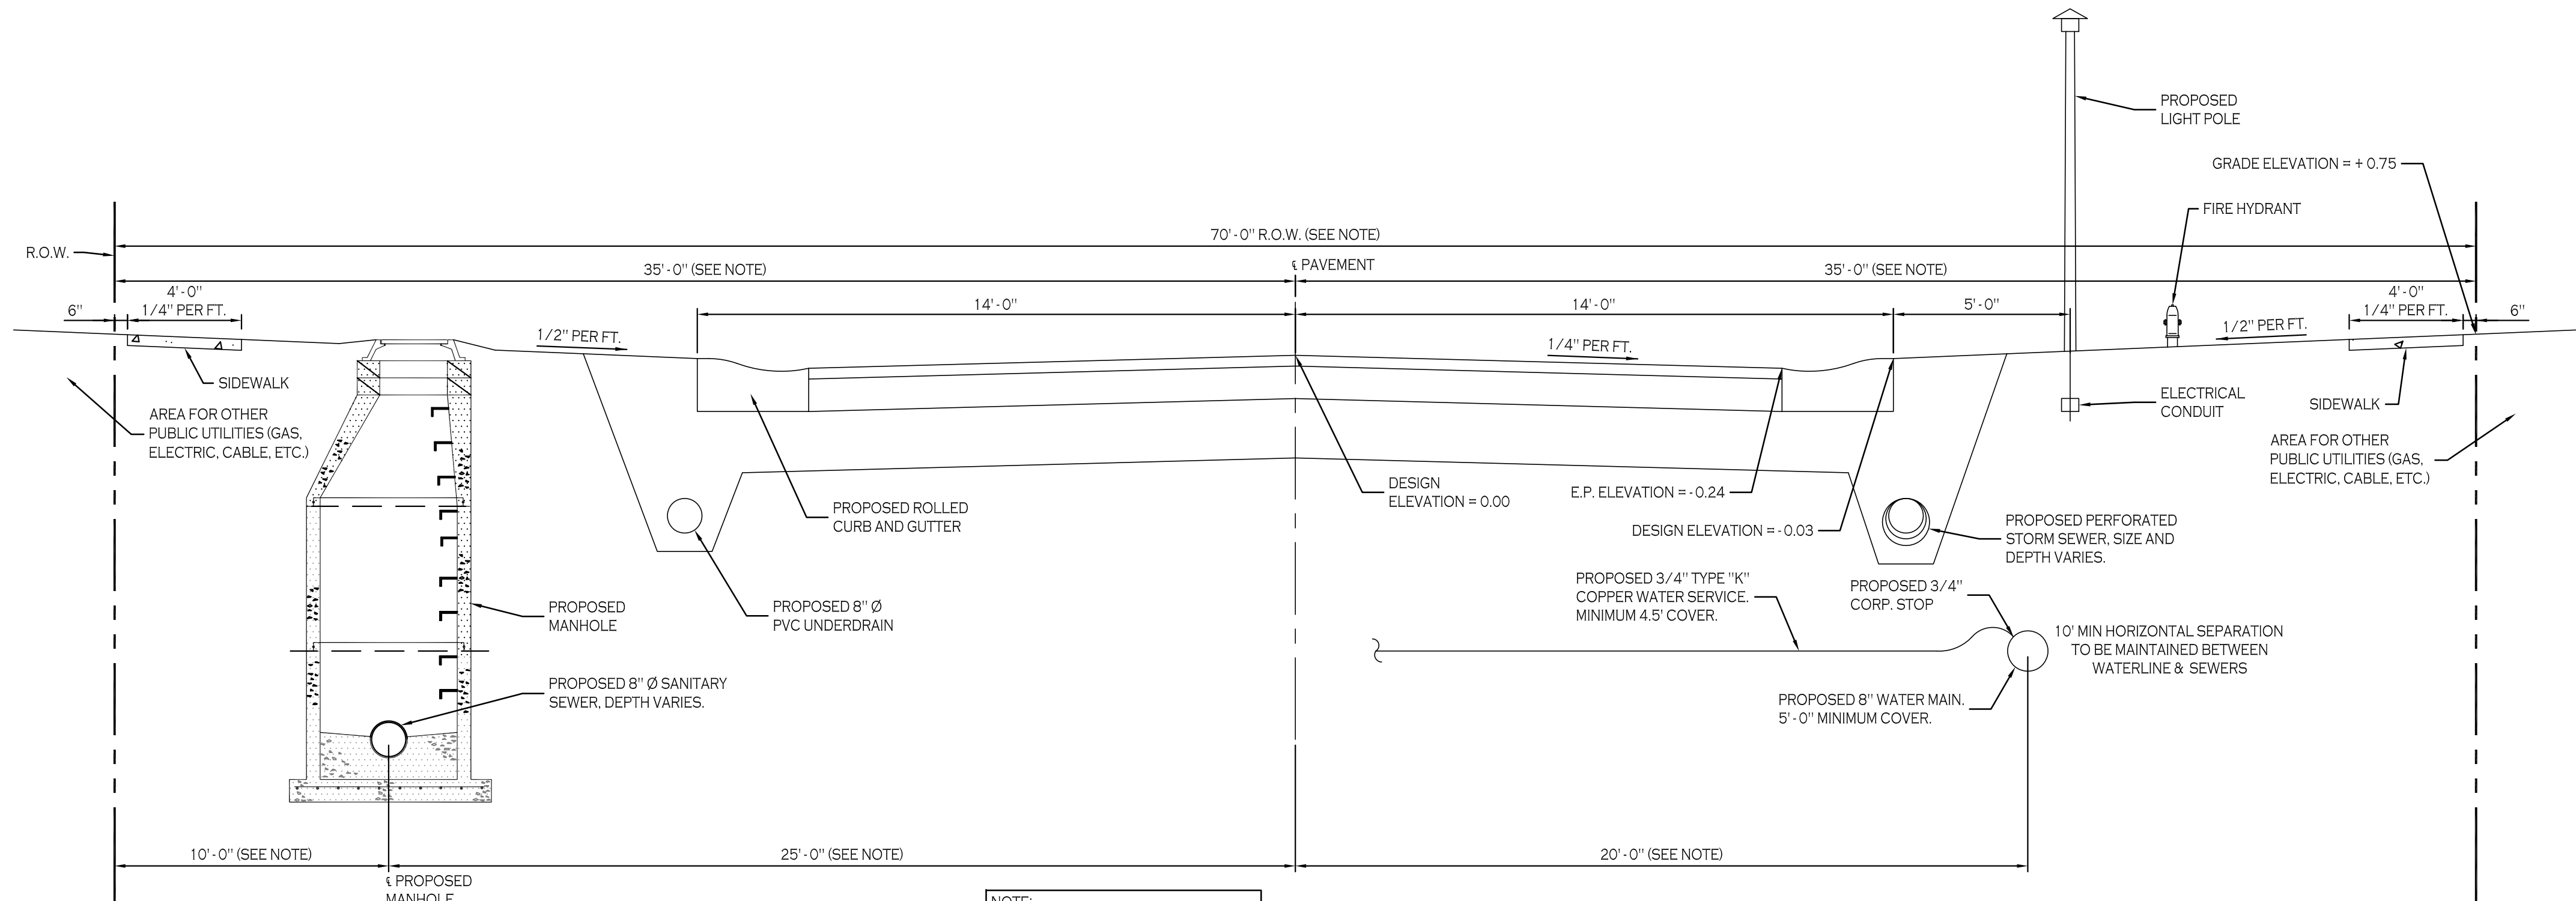 PROPOSED
LIGHT POLE
GRADE ELEVATION = + 0.75
FIRE HYDRANT
70'-0" R.O.W. (SEE NOTE)
R.O.W.
35'-0" (SEE NOTE)
℄ PAVEMENT
35'-0" (SEE NOTE)
4'-0"
6"
1/4" PER FT.
14'-0"
14'-0"
5'-0"
4'-0"
1/4" PER FT.
6"
1/2" PER FT.
1/4" PER FT.
1/2" PER FT.
SIDEWALK
AREA FOR OTHER
PUBLIC UTILITIES (GAS,
ELECTRIC, CABLE, ETC.)
ELECTRICAL
CONDUIT
SIDEWALK
AREA FOR OTHER
PUBLIC UTILITIES (GAS,
ELECTRIC, CABLE, ETC.)
PROPOSED ROLLED
CURB AND GUTTER
DESIGN
ELEVATION = 0.00
E.P. ELEVATION = - 0.24
DESIGN ELEVATION = - 0.03
PROPOSED PERFORATED
STORM SEWER, SIZE AND
DEPTH VARIES.
PROPOSED
MANHOLE
PROPOSED 8" Ø
PVC UNDERDRAIN
PROPOSED 3/4" TYPE "K"
COPPER WATER SERVICE.
MINIMUM 4.5' COVER.
PROPOSED 3/4"
CORP. STOP
10' MIN HORIZONTAL SEPARATION
TO BE MAINTAINED BETWEEN
WATERLINE & SEWERS
PROPOSED 8" Ø SANITARY
SEWER, DEPTH VARIES.
PROPOSED 8" WATER MAIN.
5'-0" MINIMUM COVER.
10'-0" (SEE NOTE)
25'-0" (SEE NOTE)
20'-0" (SEE NOTE)
℄ PROPOSED
MANHOLE
NOTE: